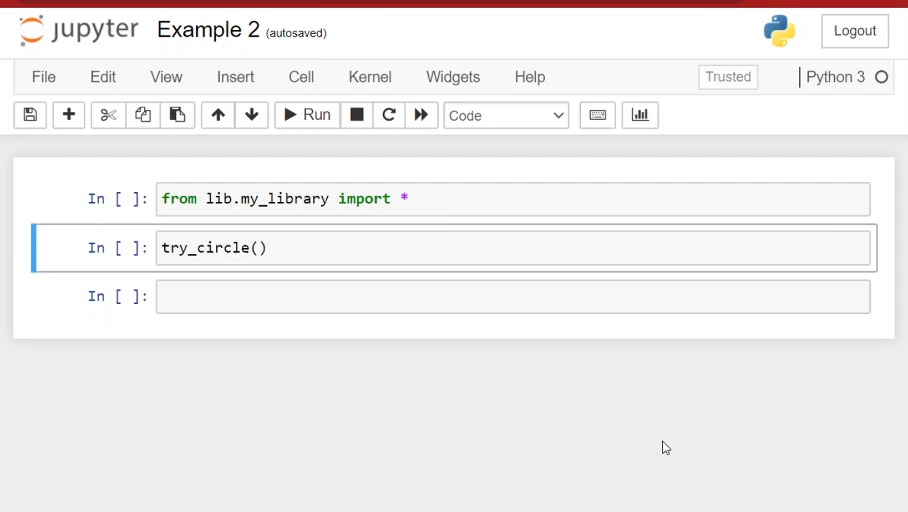 jupyter Example 2 (autosaved) Logout
File Edit View Insert Cell Kernel Widgets Help Trusted Python 3
Run Code
In [ ]: from lib.my_library import *
In [ ]: try_circle()
In [ ]: